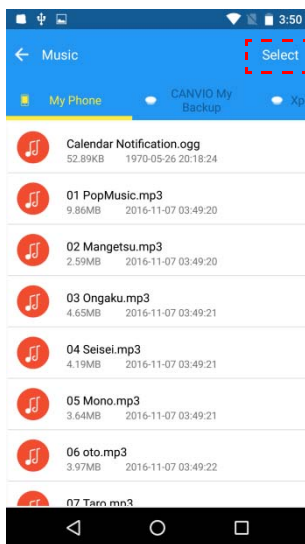 3:50
Music
Select
My Phone
CANVIO My
Backup
Xp
Calendar Notification.ogg
52.89KB 1970-05-26 20:18:24
01 PopMusic.mp3
9.86MB 2016-11-07 03:49:20
02 Mangetsu.mp3
2.59MB 2016-11-07 03:49:20
03 Ongaku.mp3
4.65MB 2016-11-07 03:49:21
04 Seisei.mp3
4.19MB 2016-11-07 03:49:21
05 Mono.mp3
3.64MB 2016-11-07 03:49:21
06 oto.mp3
3.97MB 2016-11-07 03:49:22
07 Taro.mp3